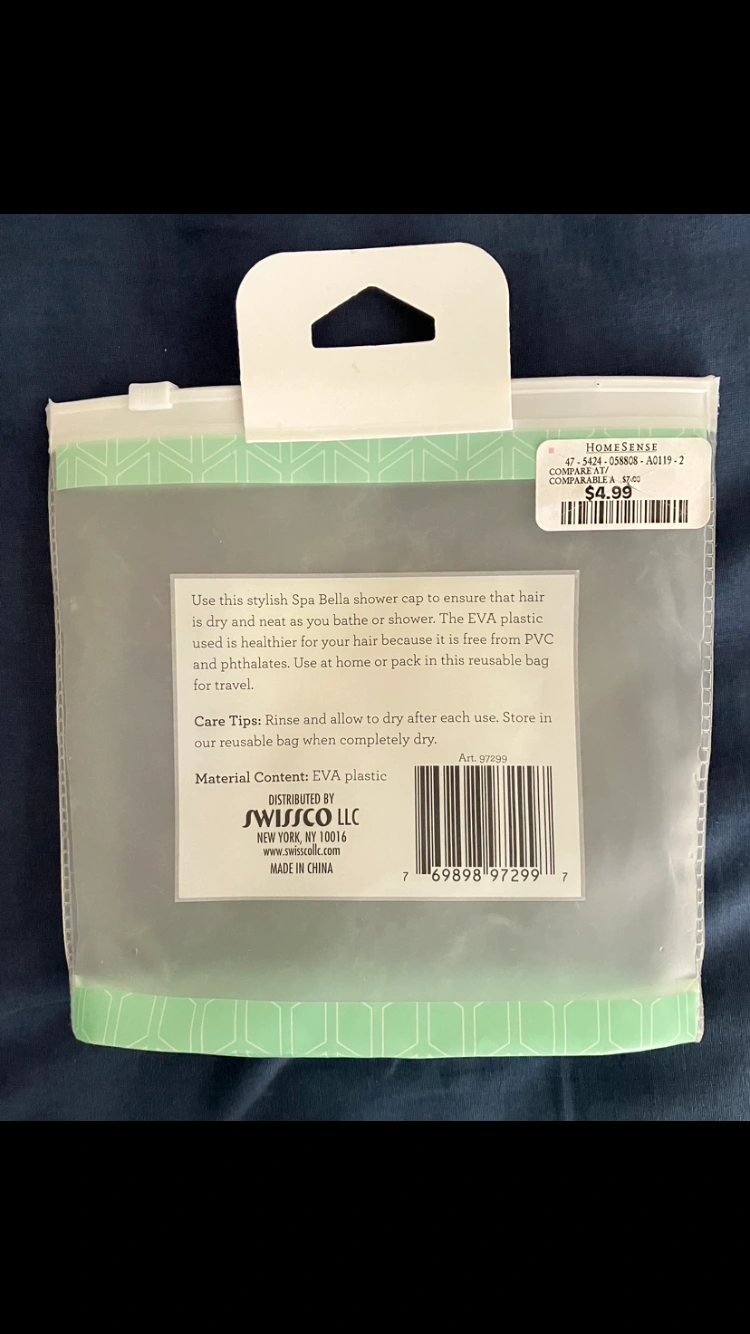 HOMESENSE
47 - 5424 - 058808 - A0119 - 2
COMPARE AT/
COMPARABLE A $7.00
$4.99
Use this stylish Spa Bella shower cap to ensure that hair
is dry and neat as you bathe or shower. The EVA plastic
used is healthier for your hair because it is free from PVC
and phthalates. Use at home or pack in this reusable bag
for travel.
Care Tips: Rinse and allow to dry after each use. Store in
our reusable bag when completely dry.
Material Content: EVA plastic
DISTRIBUTED BY
SWISSCO LLC
NEW YORK, NY 10016
www.swisscollc.com
MADE IN CHINA
Art. 97299
7 69898 97299 7